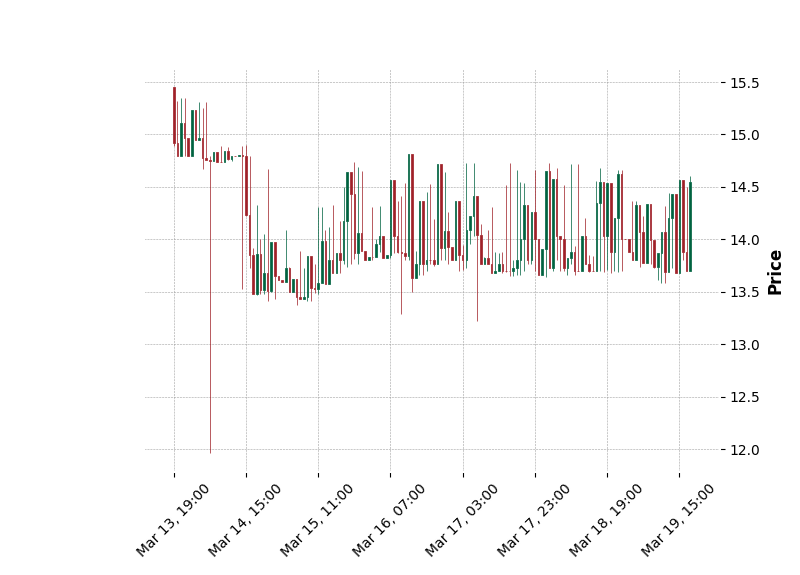 15.5
15.0
14.5
14.0
13.5
13.0
12.5
12.0
Price
Mar 13, 19:00
Mar 14, 15:00
Mar 15, 11:00
Mar 16, 07:00
Mar 17, 03:00
Mar 17, 23:00
Mar 18, 19:00
Mar 19, 15:00